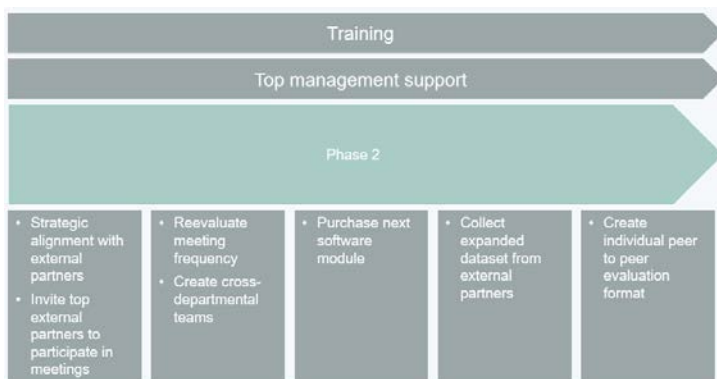 Training
Top management support
Phase 2
• Strategic
alignment with
external
partners
• Invite top
external
partners to
participate in
meetings
• Reevaluate
meeting
frequency
• Create cross-
departmental
teams
• Purchase next
software
module
• Collect
expanded
dataset from
external
partners
• Create
individual peer
to peer
evaluation
format